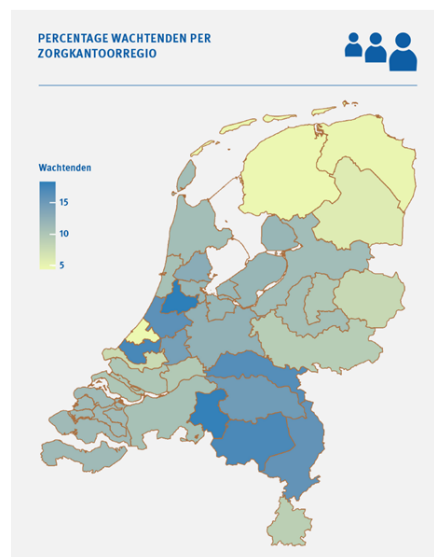 PERCENTAGE WACHTENDEN PER
ZORGKANTOORREGIO
Wachtenden
15
10
5